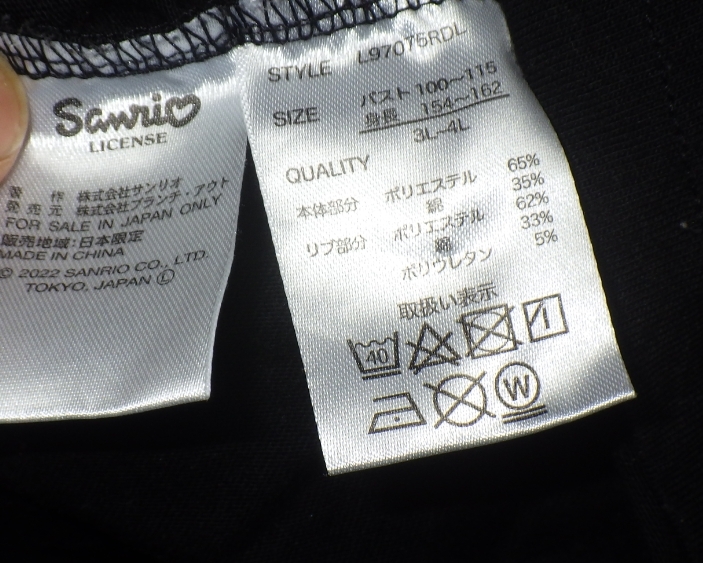 Sanrio
LICENSE
製 作 株式会社サンリオ
発 売 元 株式会社ブランチ・アウト
FOR SALE IN JAPAN ONLY
販売地域:日本限定
MADE IN CHINA
© 2022 SANRIO CO., LTD.
TOKYO, JAPAN Ⓛ
STYLE L97075RDL
SIZE バスト 100~115
身長 154~162
3L~4L
QUALITY
本体部分 ポリエステル 65%
綿 35%
リブ部分 ポリエステル 62%
綿 33%
ポリウレタン 5%
取扱い表示
40
W